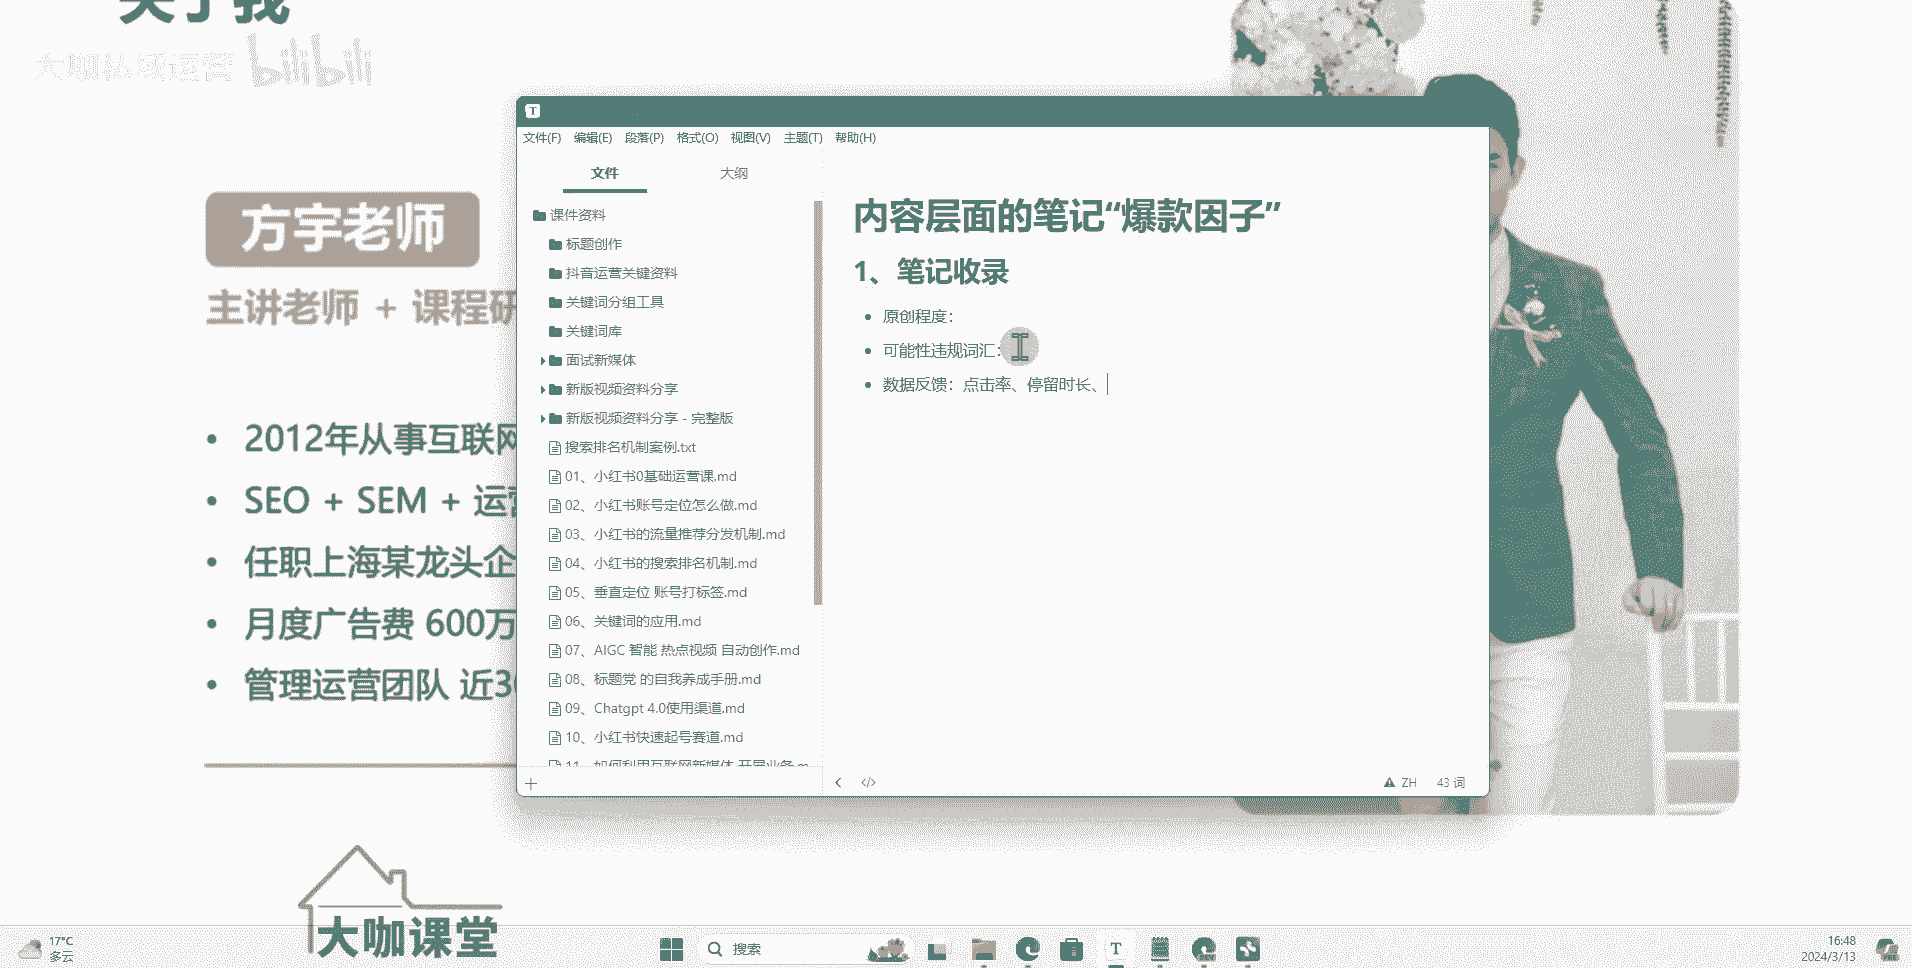 关于我
大咖私域运营 bilibili
方宇老师
主讲老师 + 课程研
• 2012年从事互联网
• SEO + SEM + 运营
• 任职上海某龙头企
• 月度广告费 600万
• 管理运营团队 近30
大咖课堂
T
文件(F) 编辑(E) 段落(P) 格式(O) 视图(V) 主题(T) 帮助(H)
文件 大纲
课件资料
标题创作
抖音运营关键资料
关键词分组工具
关键词库
面试新媒体
新版视频资料分享
新版视频资料分享 - 完整版
搜索排名机制案例.txt
01、小红书0基础运营课.md
02、小红书账号定位怎么做.md
03、小红书的流量推荐分发机制.md
04、小红书的搜索排名机制.md
05、垂直定位 账号打标签.md
06、关键词的应用.md
07、AIGC 智能 热点视频 自动创作.md
08、标题党 的自我养成手册.md
09、Chatgpt 4.0使用渠道.md
10、小红书快速起号赛道.md
11、如何利用互联网新媒体 开展业务.m
内容层面的笔记“爆款因子”
1、笔记收录
• 原创程度：
• 可能性违规词汇：
• 数据反馈：点击率、停留时长、
ZH 43 词
17°C
多云
搜索
T
DEV
16:48
2024/3/13
PRE